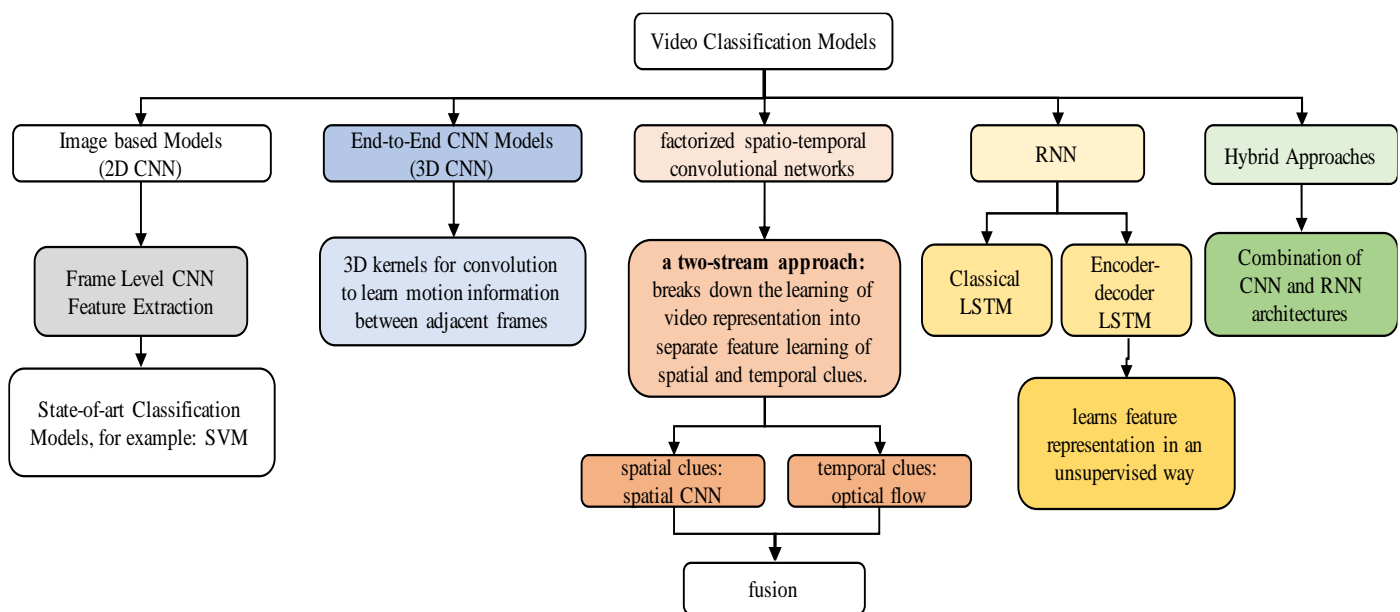 Video Classification Models
Image based Models
(2D CNN)
End-to-End CNN Models
(3D CNN)
factorized spatio-temporal
convolutional networks
RNN
Hybrid Approaches
Frame Level CNN
Feature Extraction
3D kernels for convolution
to learn motion information
between adjacent frames
a two-stream approach:
breaks down the learning of
video representation into
separate feature learning of
spatial and temporal clues.
Classical
LSTM
Encoder-
decoder
LSTM
Combination of
CNN and RNN
architectures
State-of-art Classification
Models, for example: SVM
spatial clues:
spatial CNN
temporal clues:
optical flow
learns feature
representation in an
unsupervised way
fusion